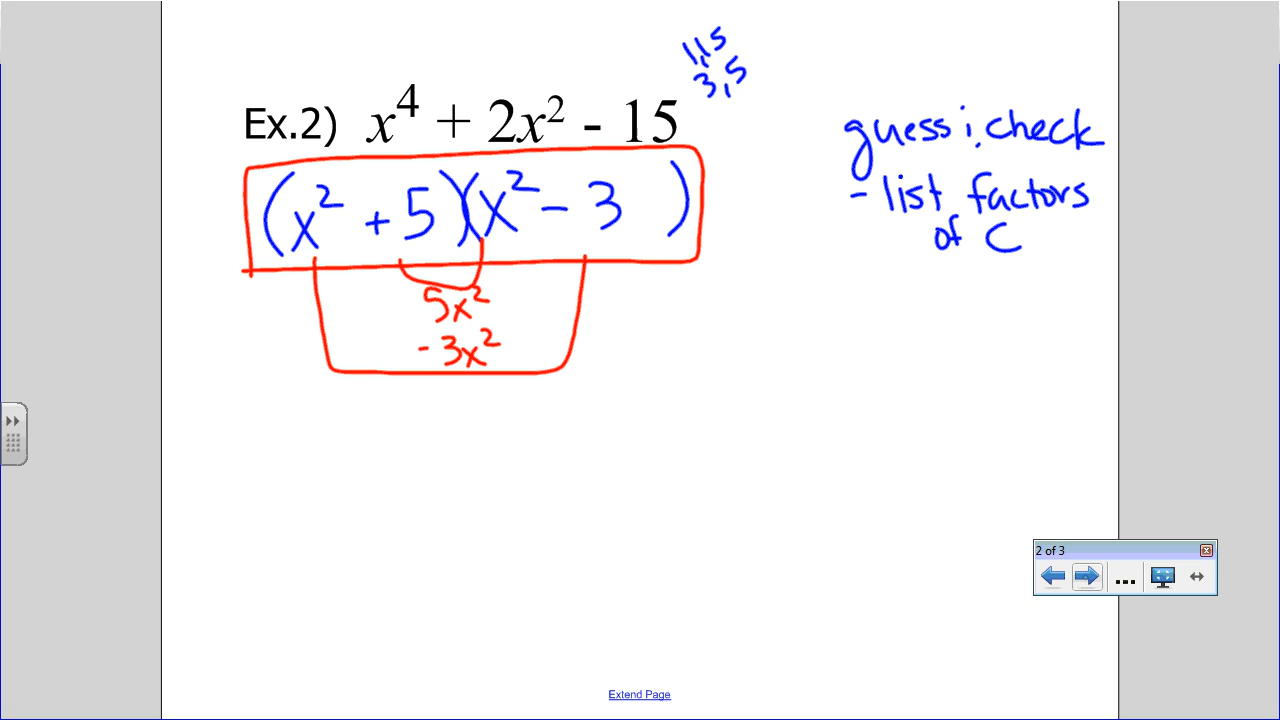 1,15
3,5
Ex.2) x⁴ + 2x² - 15
(x² + 5)(x² - 3)
5x²
-3x²
guess ; check
- list factors
of C
2 of 3
...
Extend Page